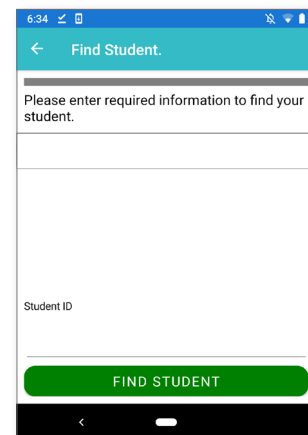 6:34
Find Student.
Please enter required information to find your
student.
Student ID
FIND STUDENT